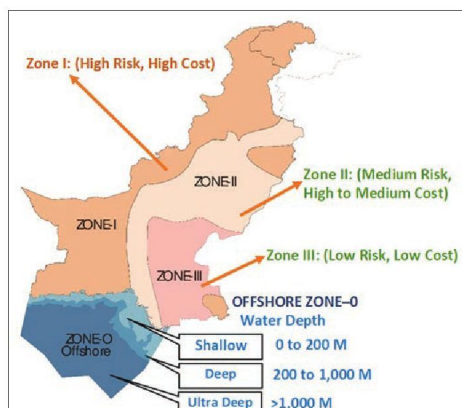 Zone I: (High Risk, High Cost)
ZONE-II
Zone II: (Medium Risk,
High to Medium Cost)
ZONE-I
ZONE-III
Zone III: (Low Risk, Low Cost)
OFFSHORE ZONE–0
Water Depth
ZONE-O
Offshore
Shallow 0 to 200 M
Deep 200 to 1,000 M
Ultra Deep >1,000 M